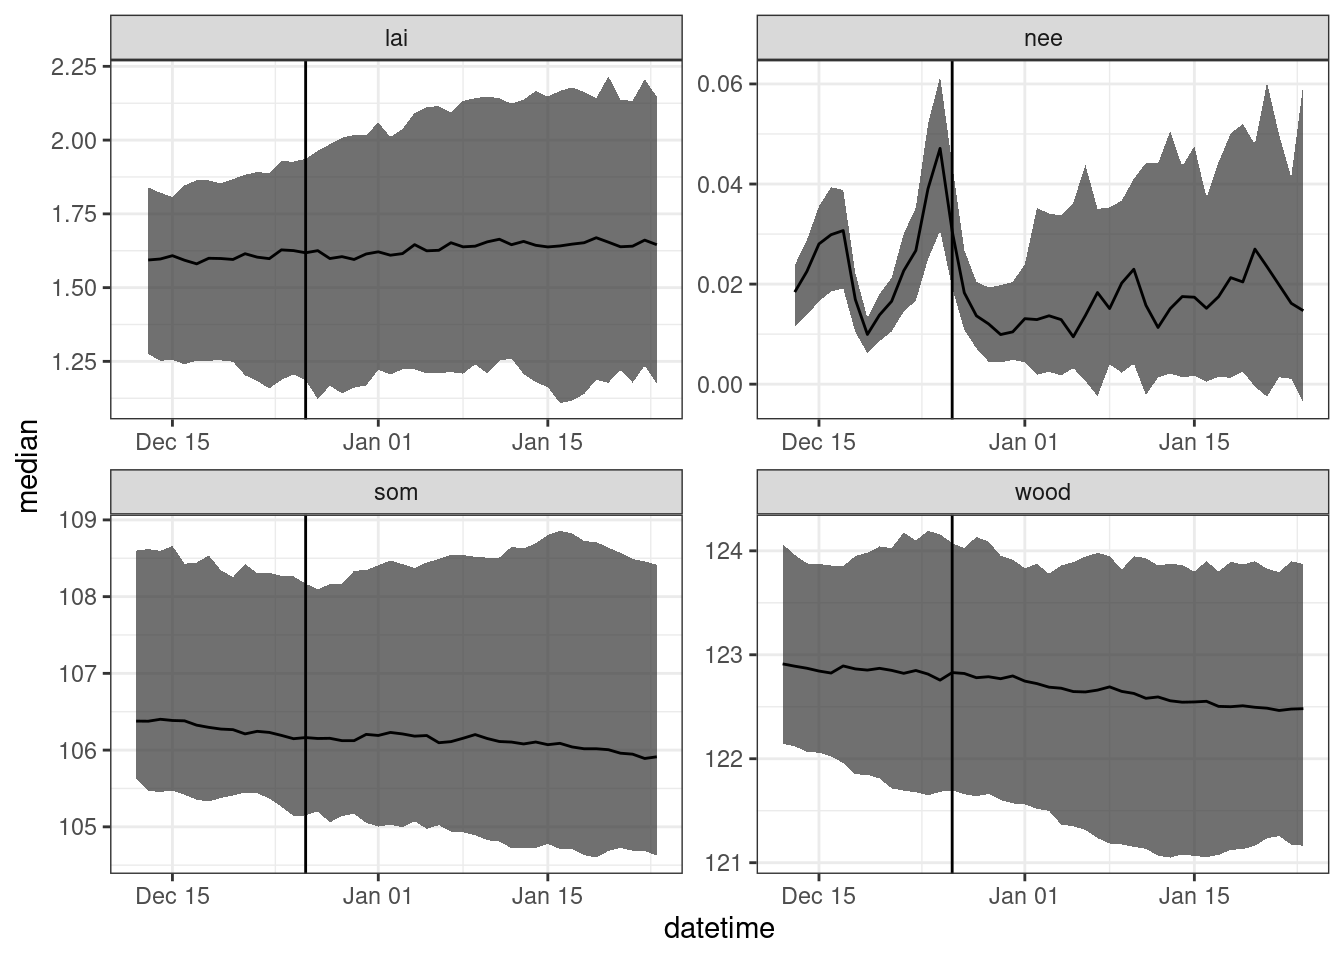 lai
nee
2.25
2.00
1.75
1.50
1.25
0.06
0.04
0.02
0.00
Dec 15
Jan 01
Jan 15
Dec 15
Jan 01
Jan 15
median
som
wood
109
108
107
106
105
124
123
122
121
Dec 15
Jan 01
Jan 15
Dec 15
Jan 01
Jan 15
datetime